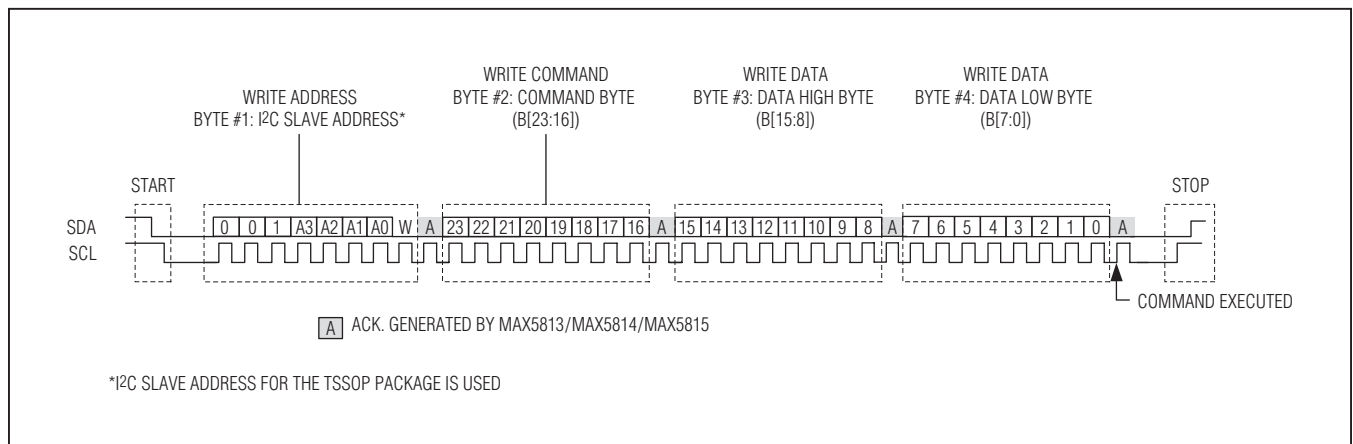 WRITE ADDRESS
BYTE #1: I²C SLAVE ADDRESS*
WRITE COMMAND
BYTE #2: COMMAND BYTE
(B[23:16])
WRITE DATA
BYTE #3: DATA HIGH BYTE
(B[15:8])
WRITE DATA
BYTE #4: DATA LOW BYTE
(B[7:0])
START
STOP
SDA
0 0 1 A3 A2 A1 A0 W A 23 22 21 20 19 18 17 16 A 15 14 13 12 11 10 9 8 A 7 6 5 4 3 2 1 0 A
SCL
COMMAND EXECUTED
A ACK. GENERATED BY MAX5813/MAX5814/MAX5815
*I²C SLAVE ADDRESS FOR THE TSSOP PACKAGE IS USED